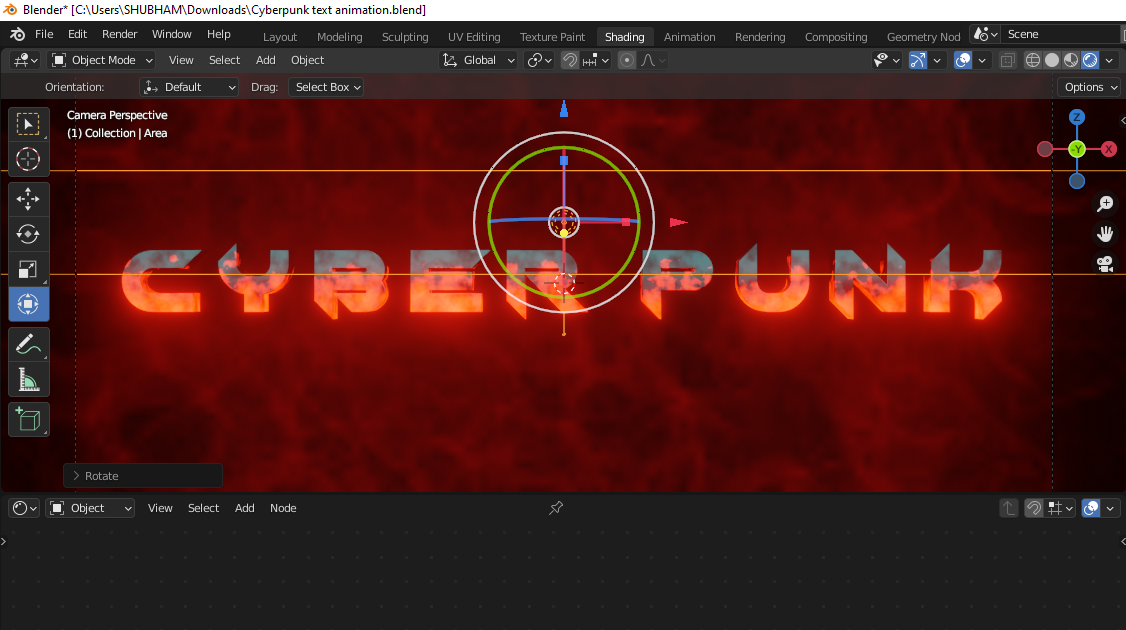 Blender* [C:\Users\SHUBHAM\Downloads\Cyberpunk text animation.blend]
File Edit Render Window Help Layout Modeling Sculpting UV Editing Texture Paint Shading Animation Rendering Compositing Geometry Nod Scene
Object Mode View Select Add Object Global
Orientation: Default Drag: Select Box Options
Camera Perspective
(1) Collection | Area
Z
-Y X
CYBER PUNK
Rotate
Object View Select Add Node